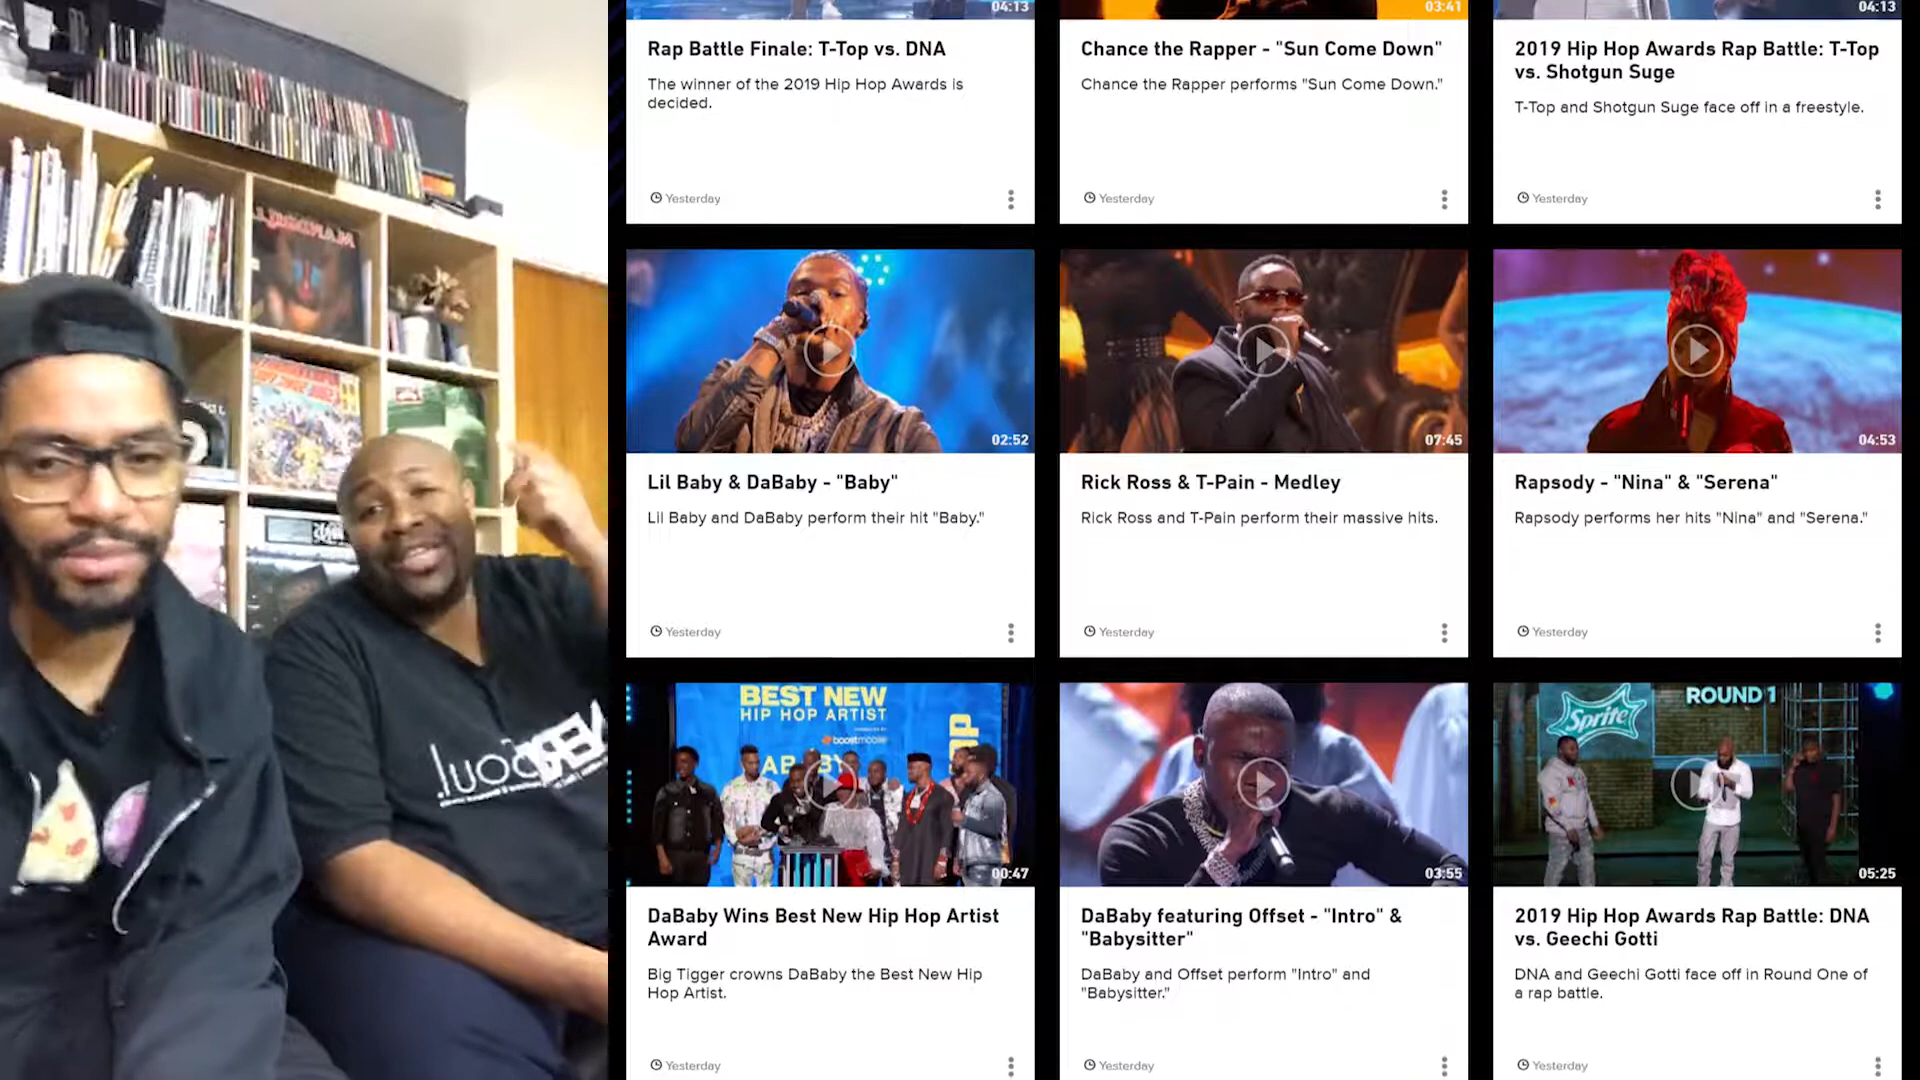 04:13
03:41
04:13
Rap Battle Finale: T-Top vs. DNA
The winner of the 2019 Hip Hop Awards is
decided.
Yesterday
Chance the Rapper - "Sun Come Down"
Chance the Rapper performs "Sun Come Down."
Yesterday
2019 Hip Hop Awards Rap Battle: T-Top
vs. Shotgun Suge
T-Top and Shotgun Suge face off in a freestyle.
Yesterday
02:52
Lil Baby & DaBaby - "Baby"
Lil Baby and DaBaby perform their hit "Baby."
Yesterday
07:45
Rick Ross & T-Pain - Medley
Rick Ross and T-Pain perform their massive hits.
Yesterday
04:53
Rapsody - "Nina" & "Serena"
Rapsody performs her hits "Nina" and "Serena."
Yesterday
BEST NEW
HIP HOP ARTIST
boostmobile
00:47
DaBaby Wins Best New Hip Hop Artist
Award
Big Tigger crowns DaBaby the Best New Hip
Hop Artist.
Yesterday
03:55
DaBaby featuring Offset - "Intro" &
"Babysitter"
DaBaby and Offset perform "Intro" and
"Babysitter."
Yesterday
ROUND 1
Sprite
05:25
2019 Hip Hop Awards Rap Battle: DNA
vs. Geechi Gotti
DNA and Geechi Gotti face off in Round One of
a rap battle.
Yesterday